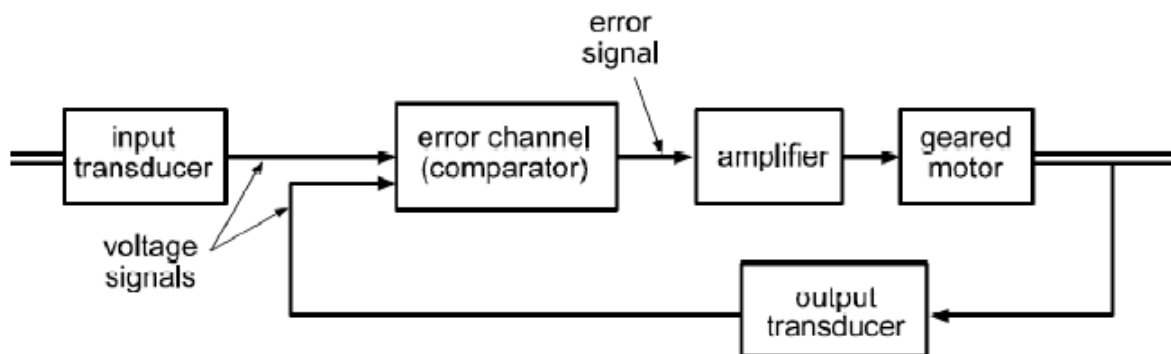 error
signal
input
transducer
error channel
(comparator)
amplifier
geared
motor
voltage
signals
output
transducer